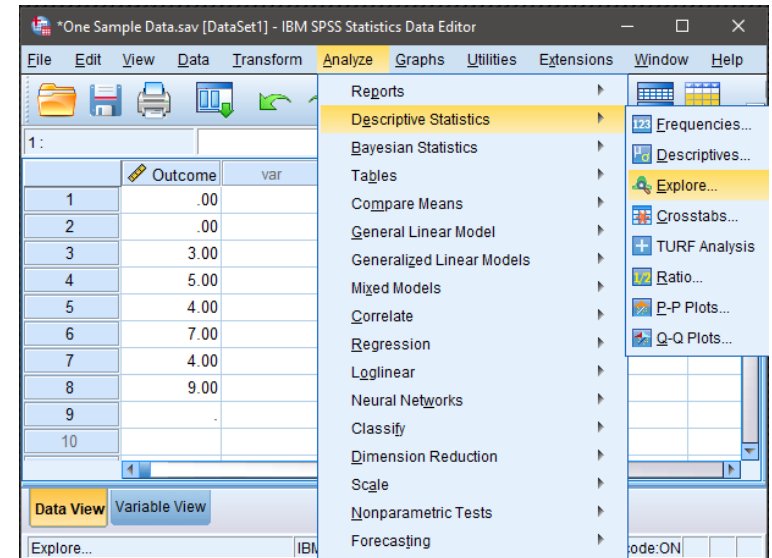 *One Sample Data.sav [DataSet1] - IBM SPSS Statistics Data Editor
File Edit View Data Transform Analyze Graphs Utilities Extensions Window Help
1 :
Outcome var
1 .00
2 .00
3 3.00
4 5.00
5 4.00
6 7.00
7 4.00
8 9.00
9 .
10
Reports
Descriptive Statistics
Bayesian Statistics
Tables
Compare Means
General Linear Model
Generalized Linear Models
Mixed Models
Correlate
Regression
Loglinear
Neural Networks
Classify
Dimension Reduction
Scale
Nonparametric Tests
Forecasting
123 Frequencies...
Descriptives...
Explore...
Crosstabs...
TURF Analysis
1/2 Ratio...
P-P Plots...
Q-Q Plots...
Data View Variable View
Explore... IBM ode:ON